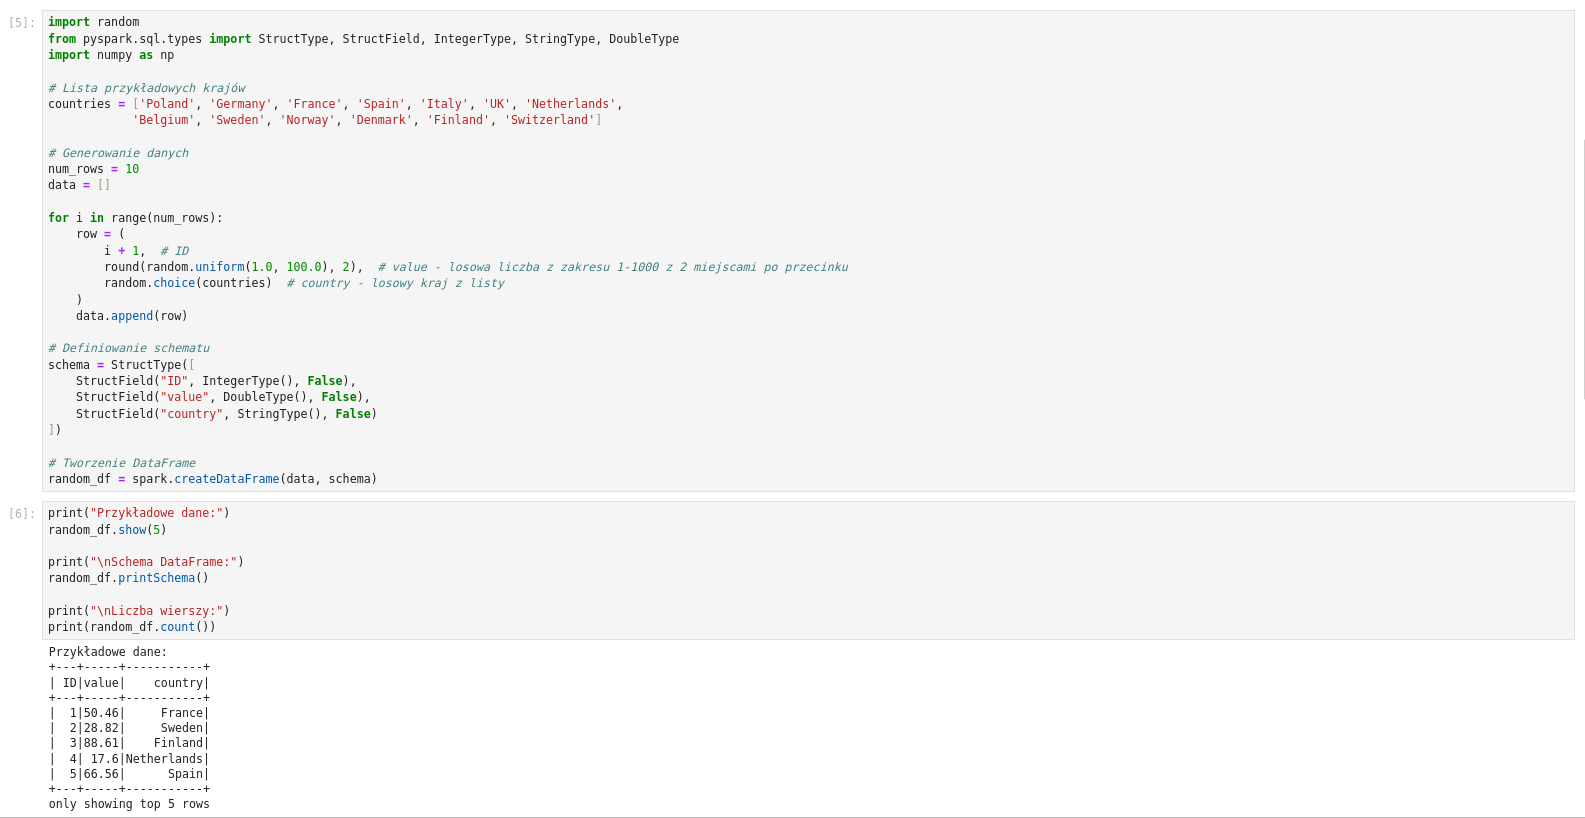 [5]:
import random
from pyspark.sql.types import StructType, StructField, IntegerType, StringType, DoubleType
import numpy as np
# Lista przykładowych krajów
countries = ['Poland', 'Germany', 'France', 'Spain', 'Italy', 'UK', 'Netherlands',
            'Belgium', 'Sweden', 'Norway', 'Denmark', 'Finland', 'Switzerland']
# Generowanie danych
num_rows = 10
data = []
for i in range(num_rows):
    row = (
        i + 1,  # ID
        round(random.uniform(1.0, 100.0), 2),  # value - losowa liczba z zakresu 1-1000 z 2 miejscami po przecinku
        random.choice(countries)  # country - losowy kraj z listy
    )
    data.append(row)
# Definiowanie schematu
schema = StructType([
    StructField("ID", IntegerType(), False),
    StructField("value", DoubleType(), False),
    StructField("country", StringType(), False)
])
# Tworzenie DataFrame
random_df = spark.createDataFrame(data, schema)
[6]:
print("Przykładowe dane:")
random_df.show(5)
print("\nSchema DataFrame:")
random_df.printSchema()
print("\nLiczba wierszy:")
print(random_df.count())
Przykładowe dane:
+---+-----+-----------+
| ID|value|    country|
+---+-----+-----------+
|  1|50.46|     France|
|  2|28.82|     Sweden|
|  3|88.61|    Finland|
|  4| 17.6|Netherlands|
|  5|66.56|      Spain|
+---+-----+-----------+
only showing top 5 rows